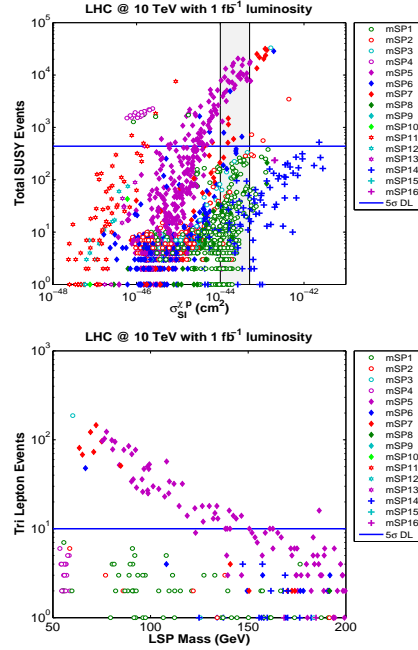 LHC @ 10 TeV with 1 fb⁻¹ luminosity
Total SUSY Events
10⁵
10⁴
10³
10²
10¹
10⁰
10⁻⁴⁸
10⁻⁴⁶
10⁻⁴⁴
10⁻⁴²
σ_SI^χp (cm²)
mSP1
mSP2
mSP3
mSP4
mSP5
mSP6
mSP7
mSP8
mSP9
mSP10
mSP11
mSP12
mSP13
mSP14
mSP15
mSP16
5σ DL
LHC @ 10 TeV with 1 fb⁻¹ luminosity
Tri Lepton Events
10³
10²
10¹
10⁰
50
100
150
200
LSP Mass (GeV)
mSP1
mSP2
mSP3
mSP4
mSP5
mSP6
mSP7
mSP8
mSP9
mSP10
mSP11
mSP12
mSP13
mSP14
mSP15
mSP16
5σ DL